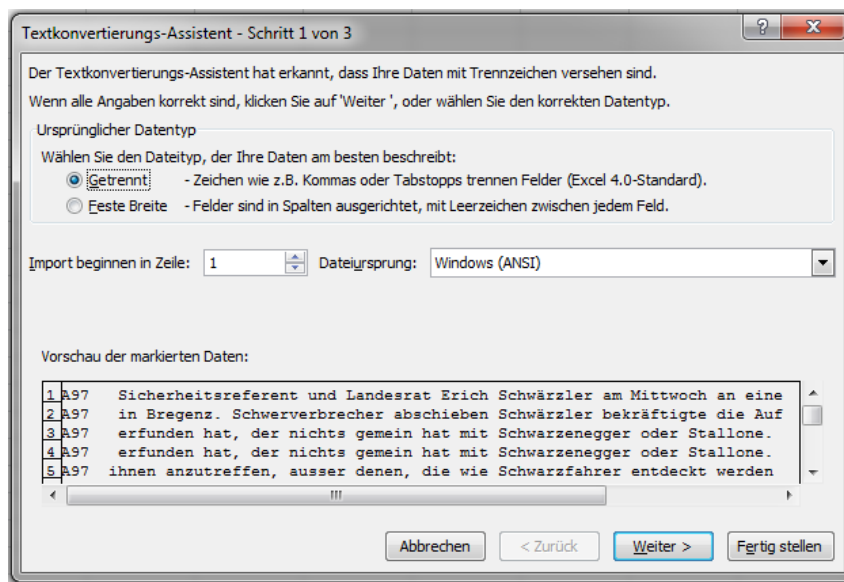 Textkonvertierungs-Assistent - Schritt 1 von 3
Der Textkonvertierungs-Assistent hat erkannt, dass Ihre Daten mit Trennzeichen versehen sind.
Wenn alle Angaben korrekt sind, klicken Sie auf 'Weiter ', oder wählen Sie den korrekten Datentyp.
Ursprünglicher Datentyp
Wählen Sie den Dateityp, der Ihre Daten am besten beschreibt:
Getrennt - Zeichen wie z.B. Kommas oder Tabstopps trennen Felder (Excel 4.0-Standard).
Feste Breite - Felder sind in Spalten ausgerichtet, mit Leerzeichen zwischen jedem Feld.
Import beginnen in Zeile: 1 Dateiursprung: Windows (ANSI)
Vorschau der markierten Daten:
1 A97 Sicherheitsreferent und Landesrat Erich Schwärzler am Mittwoch an eine
2 A97 in Bregenz. Schwerverbrecher abschieben Schwärzler bekräftigte die Auf
3 A97 erfunden hat, der nichts gemein hat mit Schwarzenegger oder Stallone.
4 A97 erfunden hat, der nichts gemein hat mit Schwarzenegger oder Stallone.
5 A97 ihnen anzutreffen, ausser denen, die wie Schwarzfahrer entdeckt werden
Abbrechen < Zurück Weiter > Fertig stellen